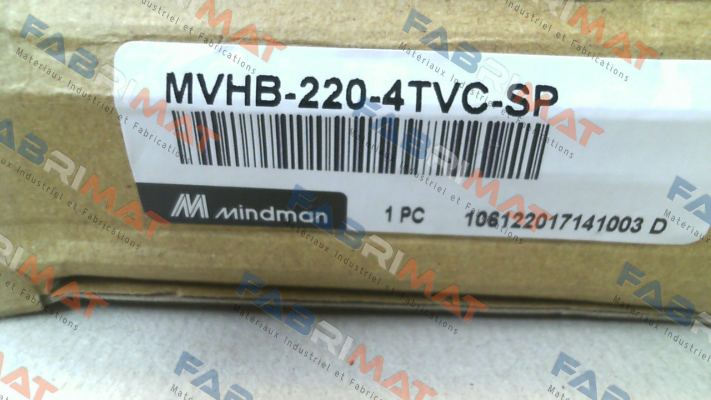 MVHB-220-4TVC-SP
mindman
1 PC
106122017141003 D
FABRIMAT
Matériaux Industriel et Fabrications